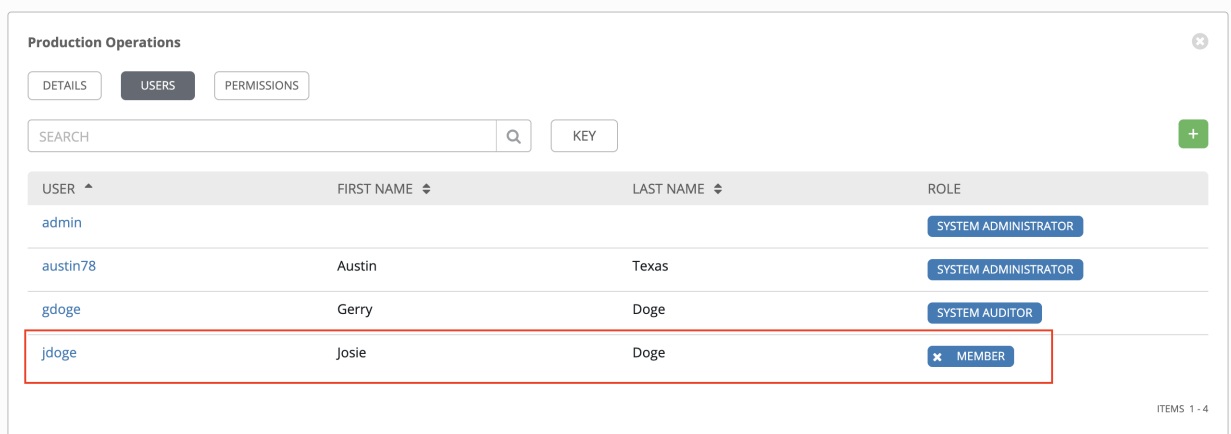 Production Operations
DETAILS USERS PERMISSIONS
SEARCH KEY +
USER FIRST NAME LAST NAME ROLE
admin SYSTEM ADMINISTRATOR
austin78 Austin Texas SYSTEM ADMINISTRATOR
gdoge Gerry Doge SYSTEM AUDITOR
jdoge Josie Doge MEMBER
ITEMS 1 - 4